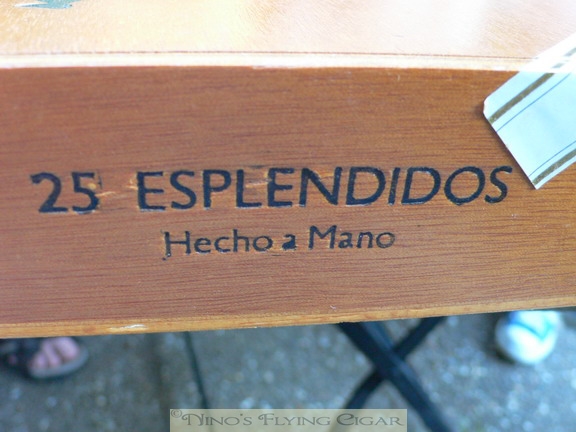 25 ESPLENDIDOS
Hecho a Mano
©NINO'S FLYING CIGAR